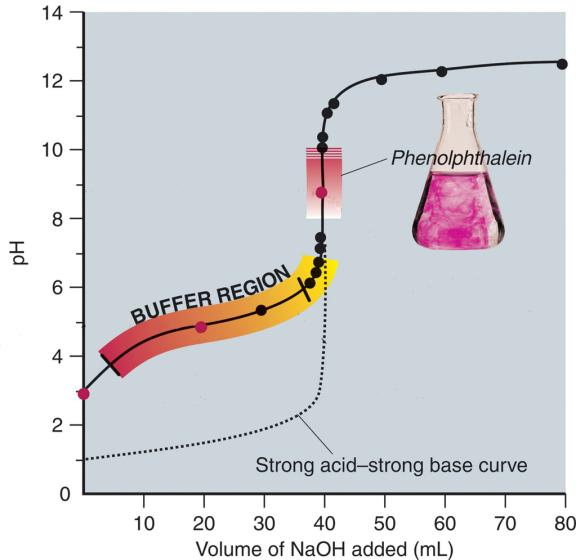 14
12
10
8
6
4
2
0
pH
BUFFER REGION
Phenolphthalein
Strong acid–strong base curve
10 20 30 40 50 60 70 80
Volume of NaOH added (mL)